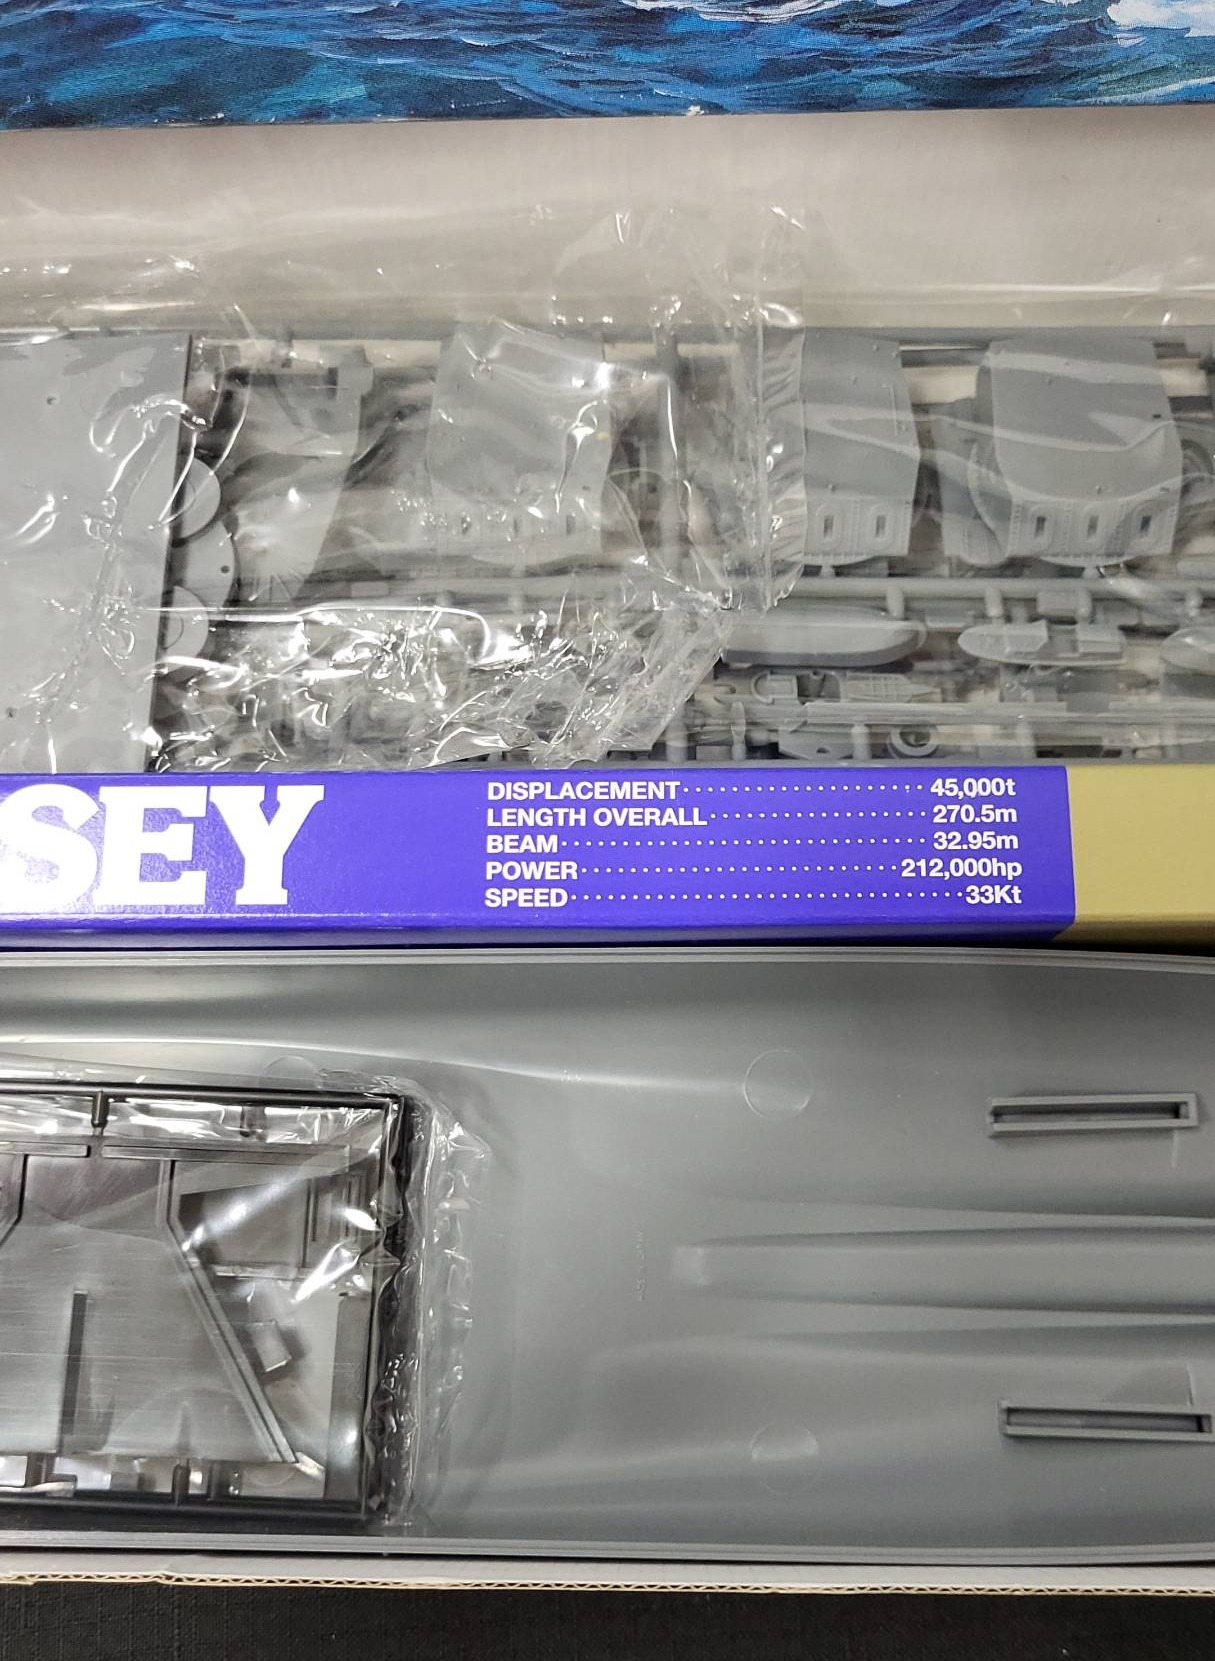 SEY
DISPLACEMENT 45,000t
LENGTH OVERALL 270.5m
BEAM 32.95m
POWER 212,000hp
SPEED 33Kt